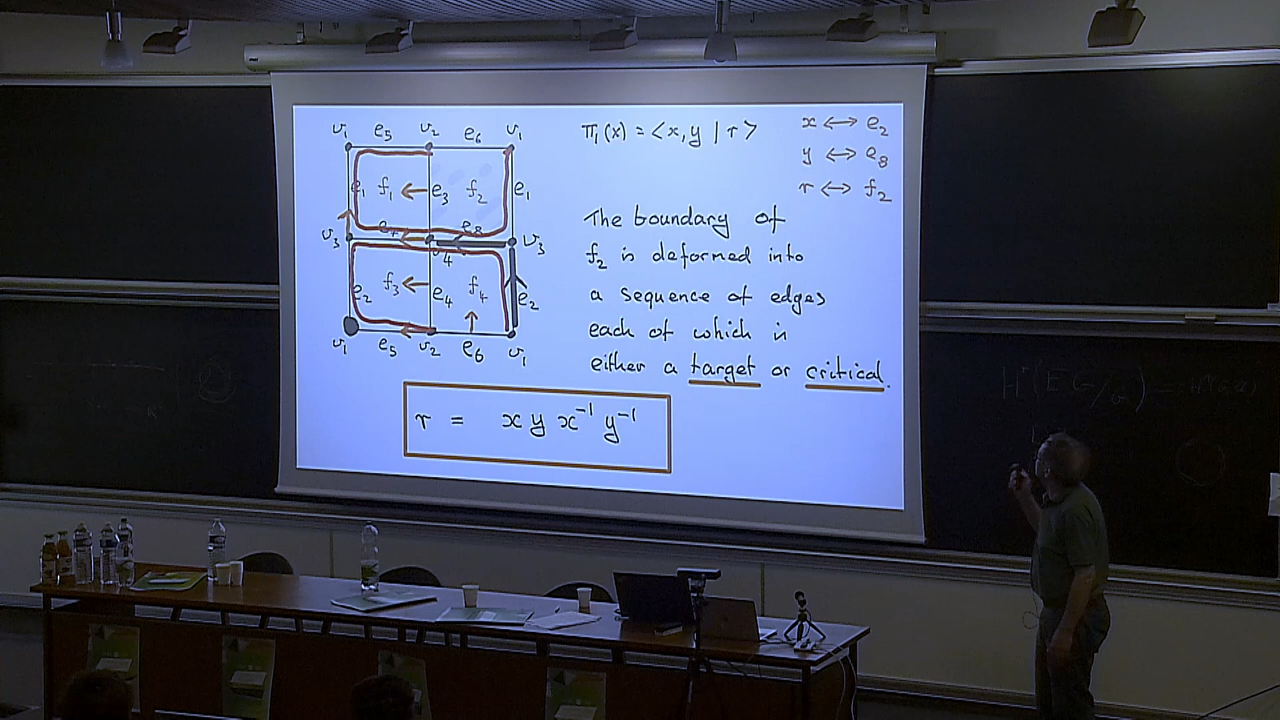 v₁ e₅ v₂ e₆ v₁
e₁ f₁ e₃ f₂ e₁
v₃ e₇ e₈ v₃
v₄
e₂ f₃ e₄ f₄ e₂
v₁ e₅ v₂ e₆ v₁
π₁(x) = <x, y | r>
x ↔ e₂
y ↔ e₈
r ↔ f₂
The boundary of
f₂ is deformed into
a sequence of edges
each of which is
either a target or critical.
r = x y x⁻¹ y⁻¹